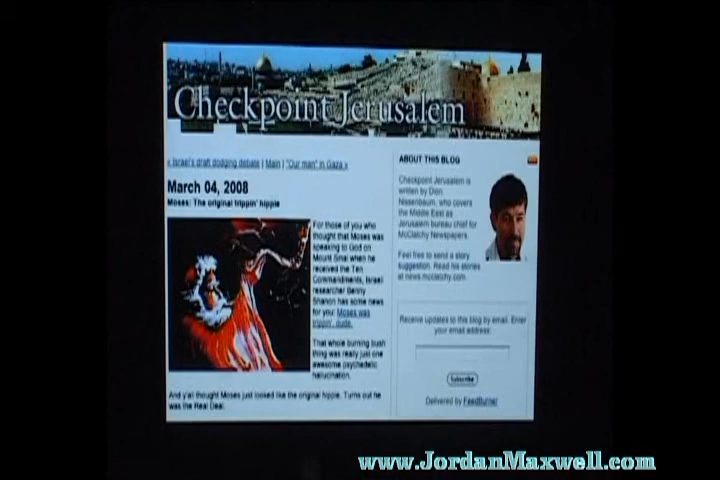 Checkpoint Jerusalem
« Israel's draft dodging debate | Main | "Our man" in Gaza »
March 04, 2008
Moses: The original trippin' hippie
For those of you who
thought that Moses was
speaking to God on
Mount Sinai when he
received the Ten
Commandments, Israeli
researcher Benny
Shanon has some news
for you: Moses was
trippin', dude.
That whole burning bush
thing was really just one
awesome psychedelic
hallucination.
And y'all thought Moses just looked like the original hippie. Turns out he
was the Real Deal.
ABOUT THIS BLOG
Checkpoint Jerusalem is
written by Dion
Nissenbaum, who covers
the Middle East as
Jerusalem bureau chief for
McClatchy Newspapers.
Feel free to send a story
suggestion. Read his stories
at news.mcclatchy.com.
Receive updates to this blog by email. Enter
your email address:
Subscribe
Delivered by FeedBurner
www.JordanMaxwell.com